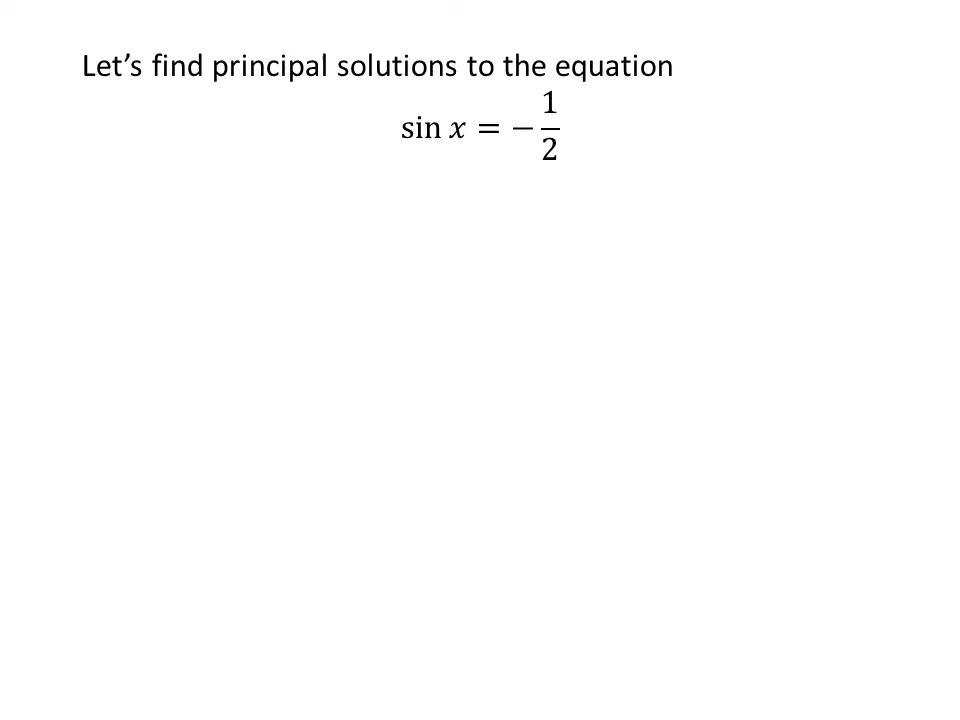 Let’s find principal solutions to the equation
sin 𝑥 = −1/2